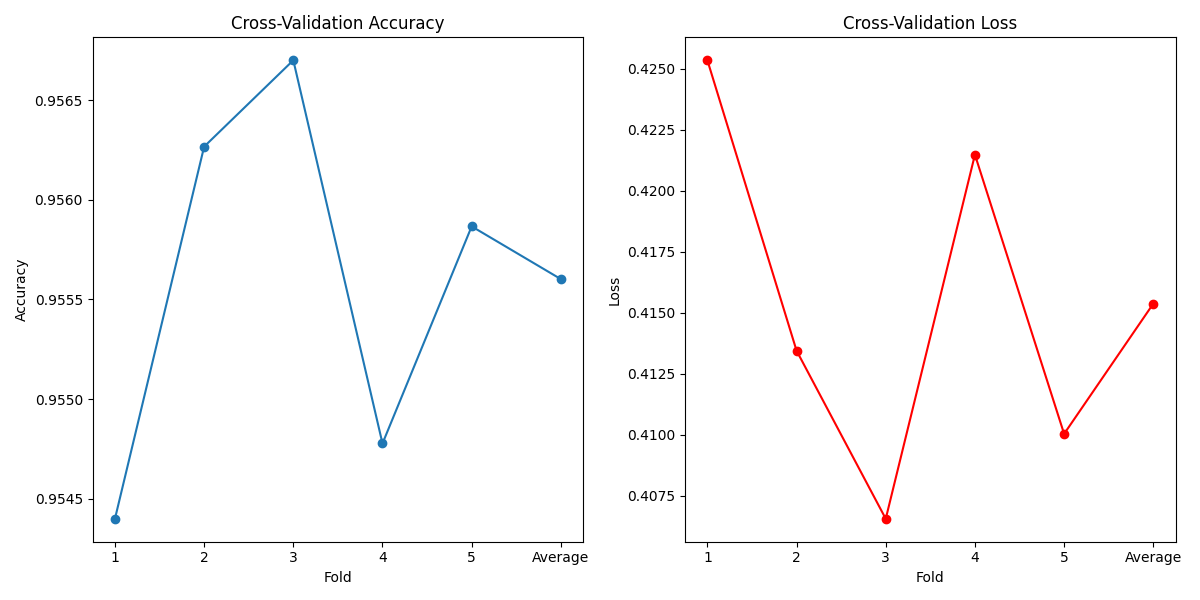 Cross-Validation Accuracy
0.9565
0.9560
0.9555
0.9550
0.9545
Accuracy
1 2 3 4 5 Average
Fold
Cross-Validation Loss
0.4250
0.4225
0.4200
0.4175
0.4150
0.4125
0.4100
0.4075
Loss
1 2 3 4 5 Average
Fold